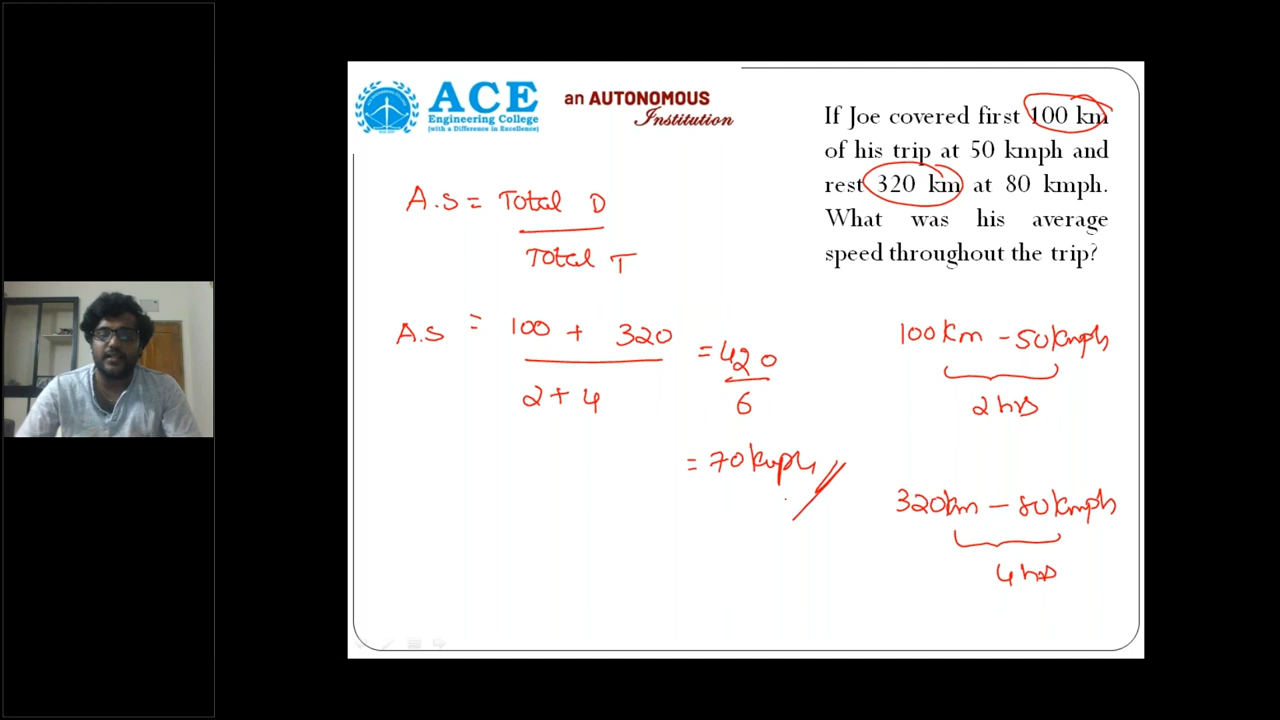 ACE
Engineering College
(with a Difference in Excellence)
an AUTONOMOUS
Institution
If Joe covered first 100 km
of his trip at 50 kmph and
rest 320 km at 80 kmph.
What was his average
speed throughout the trip?
A.S = Total D
Total T
A.S = 100 + 320
2 + 4
= 420
6
= 70 kmph
100 km - 50 kmph
2 hrs
320 km - 80 kmph
4 hrs